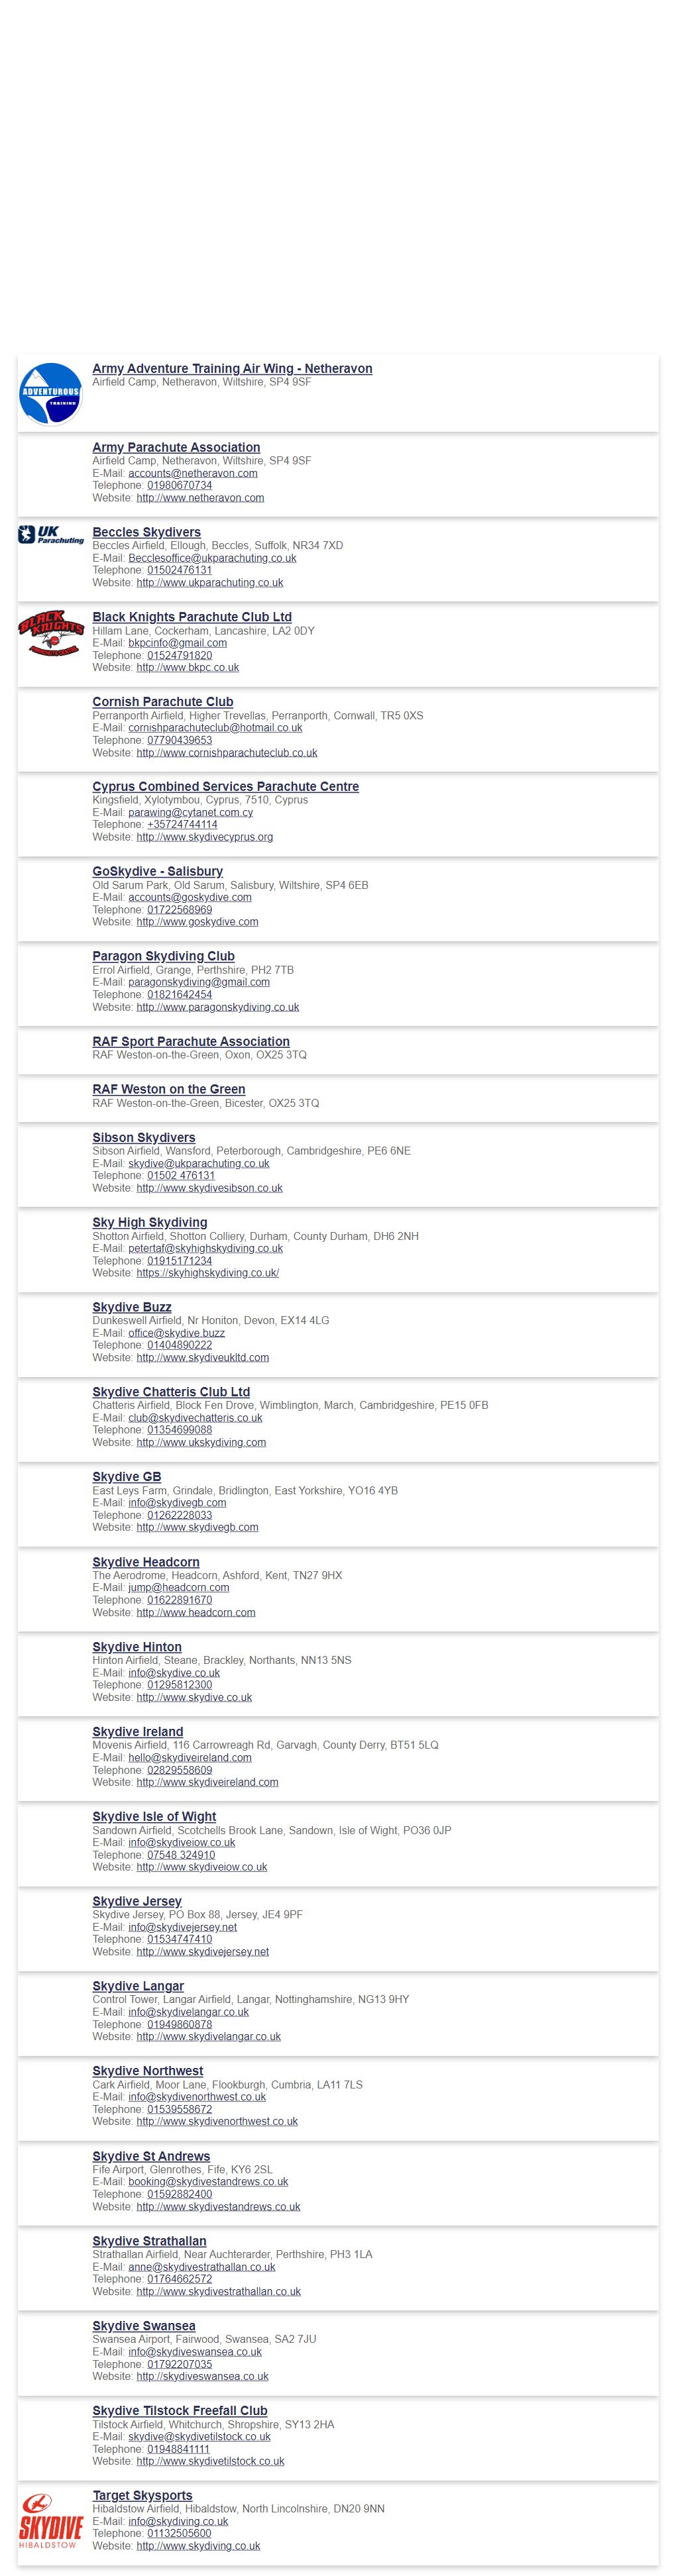 ADVENTUROUS
TRAINING
Army Adventure Training Air Wing - Netheravon
Airfield Camp, Netheravon, Wiltshire, SP4 9SF
Army Parachute Association
Airfield Camp, Netheravon, Wiltshire, SP4 9SF
E-Mail: accounts@netheravon.com
Telephone: 01980670734
Website: http://www.netheravon.com
UK
Parachuting
Beccles Skydivers
Beccles Airfield, Ellough, Beccles, Suffolk, NR34 7XD
E-Mail: Becclesoffice@ukparachuting.co.uk
Telephone: 01502476131
Website: http://www.ukparachuting.co.uk
BLACK
KNIGHTS
PARACHUTE CENTRE
Black Knights Parachute Club Ltd
Hillam Lane, Cockerham, Lancashire, LA2 0DY
E-Mail: bkpcinfo@gmail.com
Telephone: 01524791820
Website: http://www.bkpc.co.uk
Cornish Parachute Club
Perranporth Airfield, Higher Trevellas, Perranporth, Cornwall, TR5 0XS
E-Mail: cornishparachuteclub@hotmail.co.uk
Telephone: 07790439653
Website: http://www.cornishparachuteclub.co.uk
Cyprus Combined Services Parachute Centre
Kingsfield, Xylotymbou, Cyprus, 7510, Cyprus
E-Mail: parawing@cytanet.com.cy
Telephone: +35724744114
Website: http://www.skydivecyprus.org
GoSkydive - Salisbury
Old Sarum Park, Old Sarum, Salisbury, Wiltshire, SP4 6EB
E-Mail: accounts@goskydive.com
Telephone: 01722568969
Website: http://www.goskydive.com
Paragon Skydiving Club
Errol Airfield, Grange, Perthshire, PH2 7TB
E-Mail: paragonskydiving@gmail.com
Telephone: 01821642454
Website: http://www.paragonskydiving.co.uk
RAF Sport Parachute Association
RAF Weston-on-the-Green, Oxon, OX25 3TQ
RAF Weston on the Green
RAF Weston-on-the-Green, Bicester, OX25 3TQ
Sibson Skydivers
Sibson Airfield, Wansford, Peterborough, Cambridgeshire, PE6 6NE
E-Mail: skydive@ukparachuting.co.uk
Telephone: 01502 476131
Website: http://www.skydivesibson.co.uk
Sky High Skydiving
Shotton Airfield, Shotton Colliery, Durham, County Durham, DH6 2NH
E-Mail: petertaf@skyhighskydiving.co.uk
Telephone: 01915171234
Website: https://skyhighskydiving.co.uk/
Skydive Buzz
Dunkeswell Airfield, Nr Honiton, Devon, EX14 4LG
E-Mail: office@skydive.buzz
Telephone: 01404890222
Website: http://www.skydiveukltd.com
Skydive Chatteris Club Ltd
Chatteris Airfield, Block Fen Drove, Wimblington, March, Cambridgeshire, PE15 0FB
E-Mail: club@skydivechatteris.co.uk
Telephone: 01354699088
Website: http://www.ukskydiving.com
Skydive GB
East Leys Farm, Grindale, Bridlington, East Yorkshire, YO16 4YB
E-Mail: info@skydivegb.com
Telephone: 01262228033
Website: http://www.skydivegb.com
Skydive Headcorn
The Aerodrome, Headcorn, Ashford, Kent, TN27 9HX
E-Mail: jump@headcorn.com
Telephone: 01622891670
Website: http://www.headcorn.com
Skydive Hinton
Hinton Airfield, Steane, Brackley, Northants, NN13 5NS
E-Mail: info@skydive.co.uk
Telephone: 01295812300
Website: http://www.skydive.co.uk
Skydive Ireland
Movenis Airfield, 116 Carrowreagh Rd, Garvagh, County Derry, BT51 5LQ
E-Mail: hello@skydiveireland.com
Telephone: 02829558609
Website: http://www.skydiveireland.com
Skydive Isle of Wight
Sandown Airfield, Scotchells Brook Lane, Sandown, Isle of Wight, PO36 0JP
E-Mail: info@skydiveiow.co.uk
Telephone: 07548 324910
Website: http://www.skydiveiow.co.uk
Skydive Jersey
Skydive Jersey, PO Box 88, Jersey, JE4 9PF
E-Mail: info@skydivejersey.net
Telephone: 01534747410
Website: http://www.skydivejersey.net
Skydive Langar
Control Tower, Langar Airfield, Langar, Nottinghamshire, NG13 9HY
E-Mail: info@skydivelangar.co.uk
Telephone: 01949860878
Website: http://www.skydivelangar.co.uk
Skydive Northwest
Cark Airfield, Moor Lane, Flookburgh, Cumbria, LA11 7LS
E-Mail: info@skydivenorthwest.co.uk
Telephone: 01539558672
Website: http://www.skydivenorthwest.co.uk
Skydive St Andrews
Fife Airport, Glenrothes, Fife, KY6 2SL
E-Mail: booking@skydivestandrews.co.uk
Telephone: 01592882400
Website: http://www.skydivestandrews.co.uk
Skydive Strathallan
Strathallan Airfield, Near Auchterarder, Perthshire, PH3 1LA
E-Mail: anne@skydivestrathallan.co.uk
Telephone: 01764662572
Website: http://www.skydivestrathallan.co.uk
Skydive Swansea
Swansea Airport, Fairwood, Swansea, SA2 7JU
E-Mail: info@skydiveswansea.co.uk
Telephone: 01792207035
Website: http://skydiveswansea.co.uk
Skydive Tilstock Freefall Club
Tilstock Airfield, Whitchurch, Shropshire, SY13 2HA
E-Mail: skydive@skydivetilstock.co.uk
Telephone: 01948841111
Website: http://www.skydivetilstock.co.uk
SKYDIVE
HIBALDSTOW
Target Skysports
Hibaldstow Airfield, Hibaldstow, North Lincolnshire, DN20 9NN
E-Mail: info@skydiving.co.uk
Telephone: 01132505600
Website: http://www.skydiving.co.uk